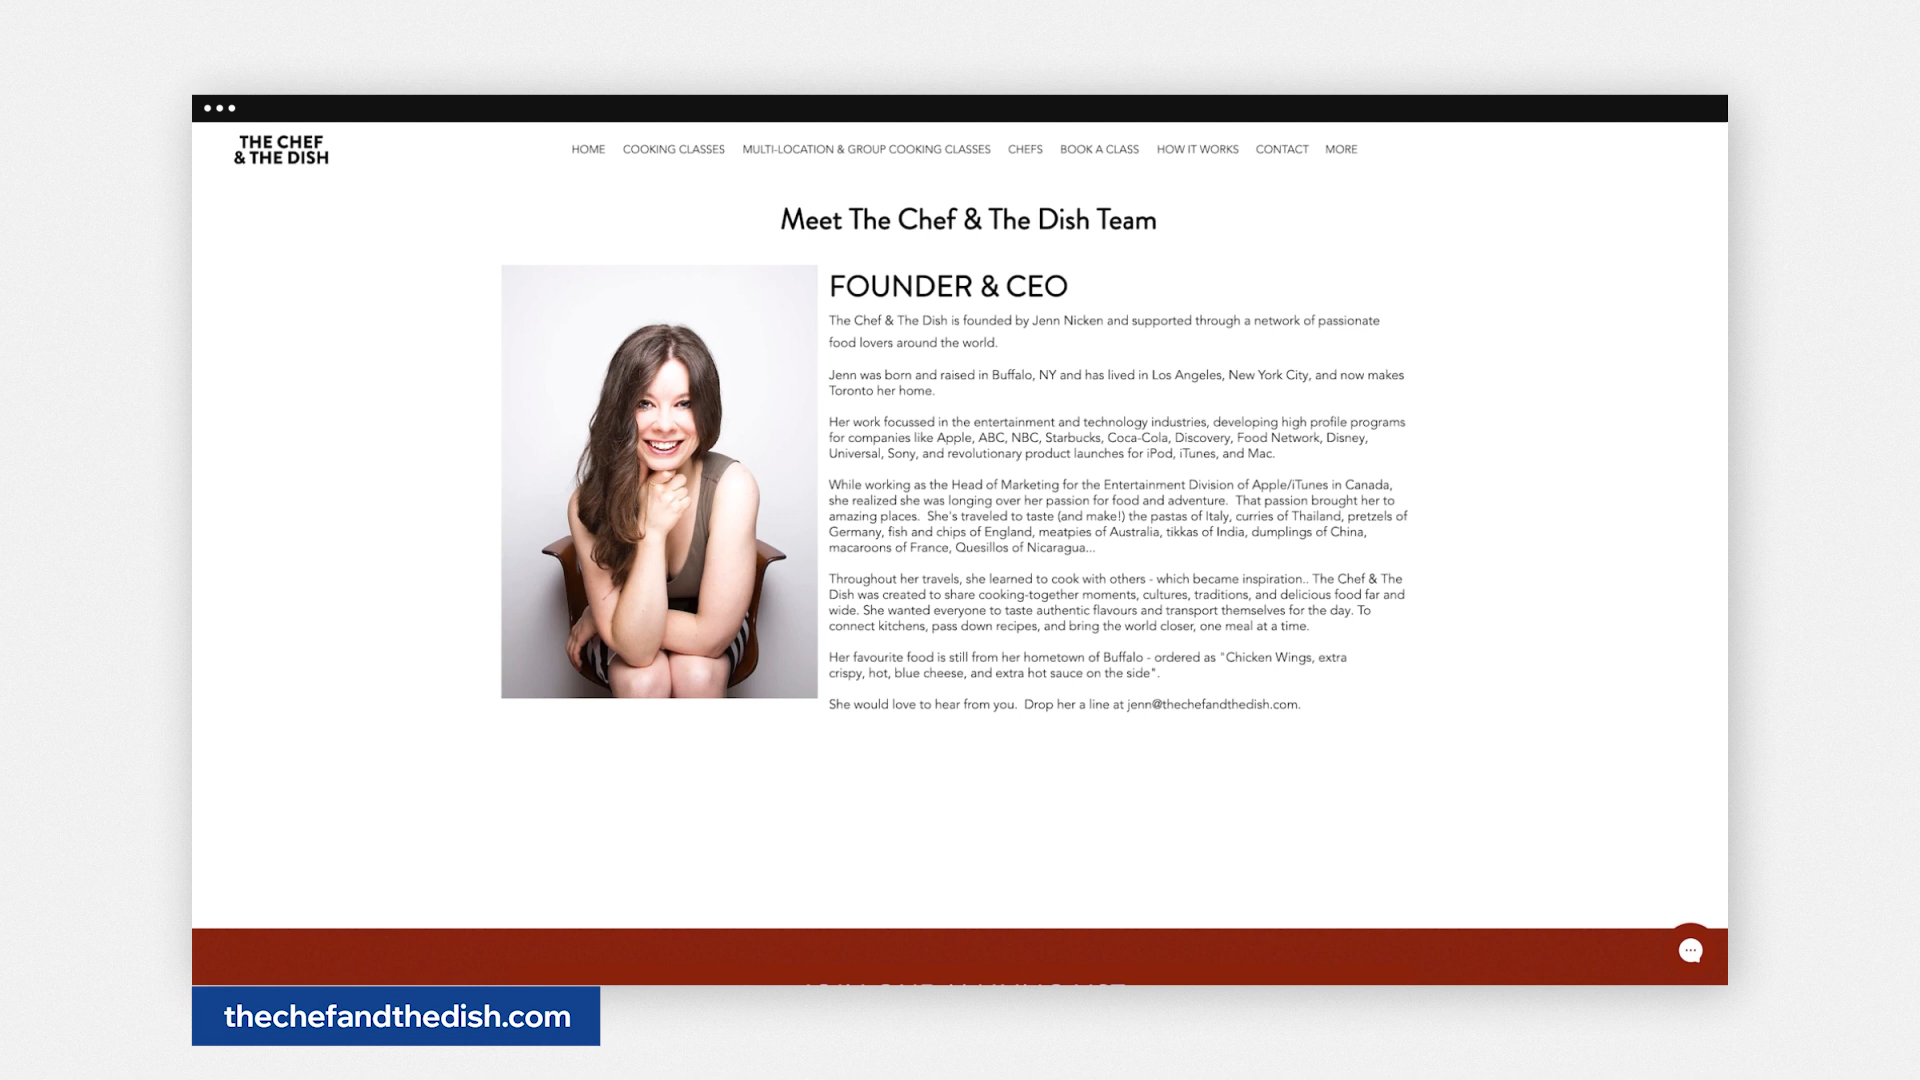 THE CHEF
& THE DISH
HOME COOKING CLASSES MULTI-LOCATION & GROUP COOKING CLASSES CHEFS BOOK A CLASS HOW IT WORKS CONTACT MORE
Meet The Chef & The Dish Team
FOUNDER & CEO
The Chef & The Dish is founded by Jenn Nicken and supported through a network of passionate
food lovers around the world.
Jenn was born and raised in Buffalo, NY and has lived in Los Angeles, New York City, and now makes
Toronto her home.
Her work focussed in the entertainment and technology industries, developing high profile programs
for companies like Apple, ABC, NBC, Starbucks, Coca-Cola, Discovery, Food Network, Disney,
Universal, Sony, and revolutionary product launches for iPod, iTunes, and Mac.
While working as the Head of Marketing for the Entertainment Division of Apple/iTunes in Canada,
she realized she was longing over her passion for food and adventure.  That passion brought her to
amazing places.  She's traveled to taste (and make!) the pastas of Italy, curries of Thailand, pretzels of
Germany, fish and chips of England, meatpies of Australia, tikkas of India, dumplings of China,
macaroons of France, Quesillos of Nicaragua...
Throughout her travels, she learned to cook with others - which became inspiration.. The Chef & The
Dish was created to share cooking-together moments, cultures, traditions, and delicious food far and
wide. She wanted everyone to taste authentic flavours and transport themselves for the day. To
connect kitchens, pass down recipes, and bring the world closer, one meal at a time.
Her favourite food is still from her hometown of Buffalo - ordered as "Chicken Wings, extra
crispy, hot, blue cheese, and extra hot sauce on the side".
She would love to hear from you.  Drop her a line at jenn@thechefandthedish.com.
thechefandthedish.com